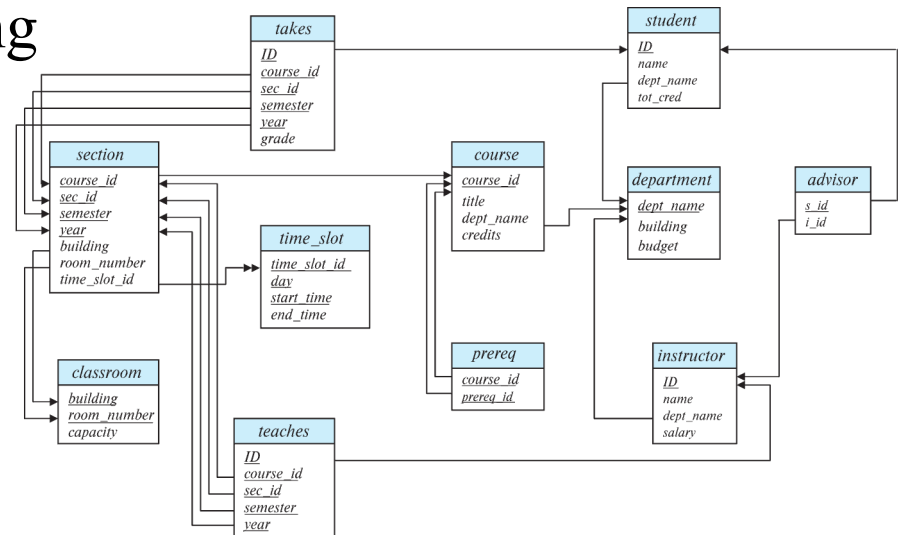 ng
takes
ID
course_id
sec_id
semester
year
grade
student
ID
name
dept_name
tot_cred
section
course_id
sec_id
semester
year
building
room_number
time_slot_id
course
course_id
title
dept_name
credits
department
dept_name
building
budget
advisor
s_id
i_id
time_slot
time_slot_id
day
start_time
end_time
prereq
course_id
prereq_id
instructor
ID
name
dept_name
salary
classroom
building
room_number
capacity
teaches
ID
course_id
sec_id
semester
year